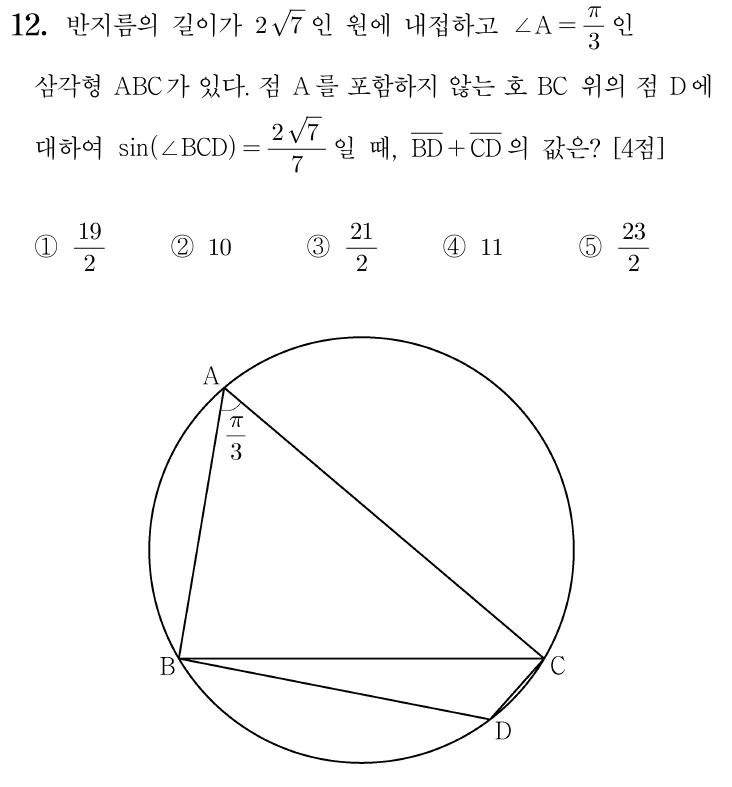 12. 반지름의 길이가 2√7 인 원에 내접하고 ∠A = π/3 인
삼각형 ABC가 있다. 점 A를 포함하지 않는 호 BC 위의 점 D에
대하여 sin(∠BCD) = 2√7/7 일 때, B̅D̅ + C̅D̅ 의 값은? [4점]
① 19/2 ② 10 ③ 21/2 ④ 11 ⑤ 23/2
A
π/3
B
C
D